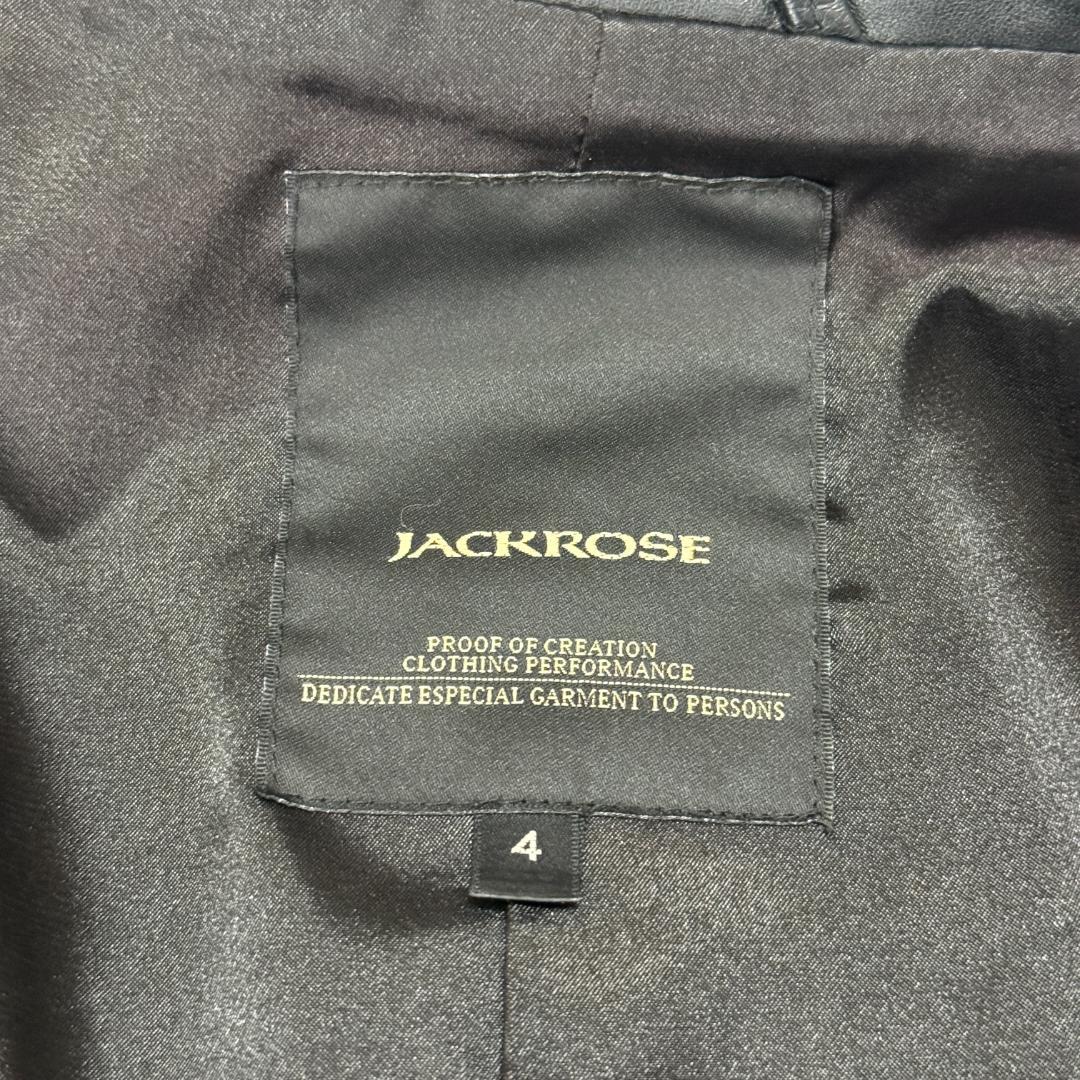 JACKROSE
PROOF OF CREATION
CLOTHING PERFORMANCE
DEDICATE ESPECIAL GARMENT TO PERSONS
4